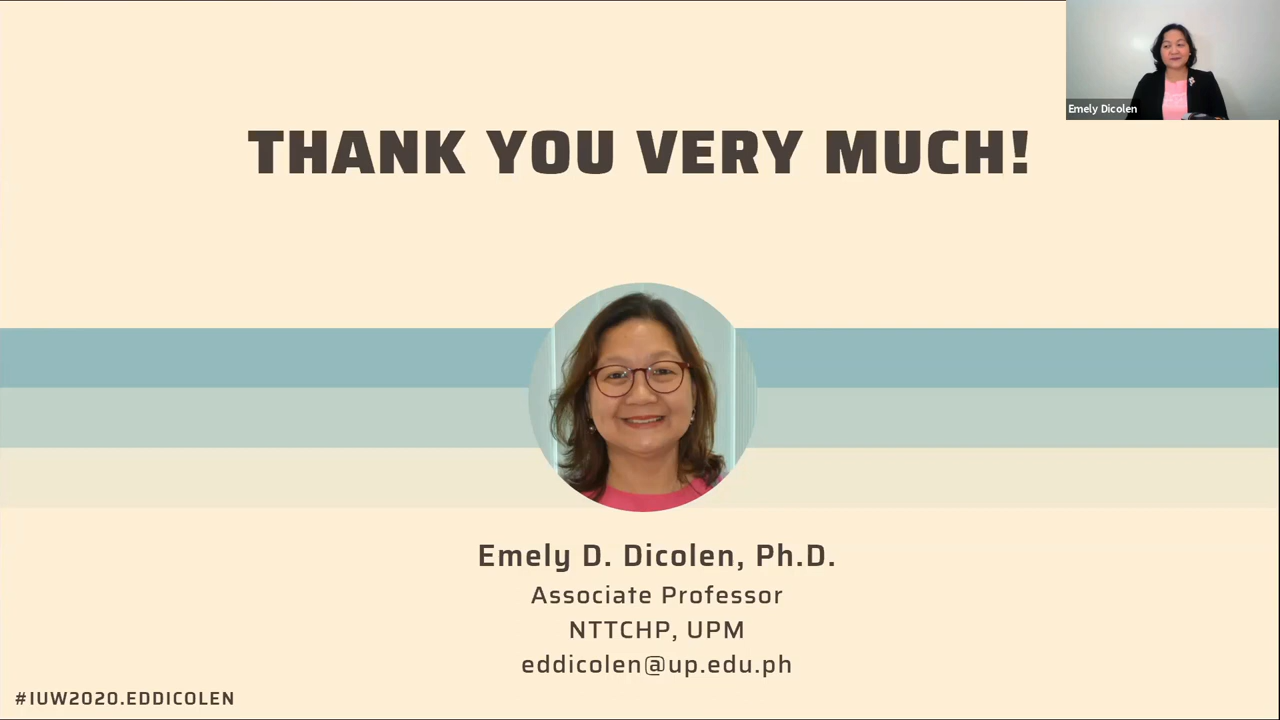 Emely Dicolen
THANK YOU VERY MUCH!
Emely D. Dicolen, Ph.D.
Associate Professor
NTTCHP, UPM
eddicolen@up.edu.ph
#IUW2020.EDDICOLEN